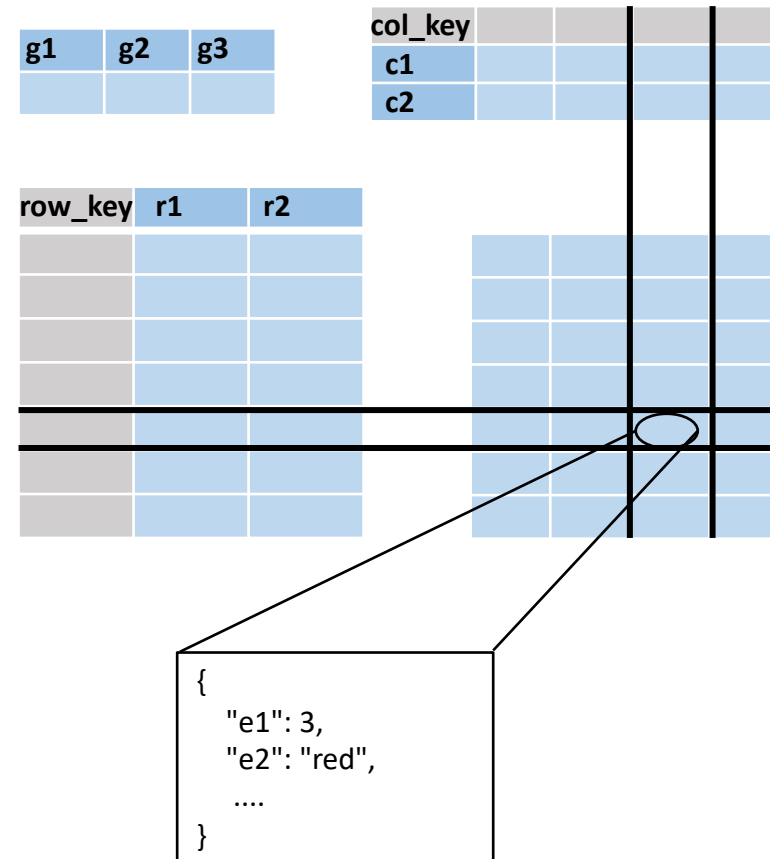 g1 g2 g3
col_key
c1
c2
row_key r1 r2
{
"e1": 3,
"e2": "red",
....
}